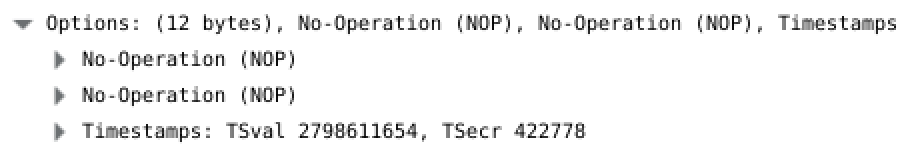 Options: (12 bytes), No-Operation (NOP), No-Operation (NOP), Timestamps
No-Operation (NOP)
No-Operation (NOP)
Timestamps: TSval 2798611654, TSecr 422778